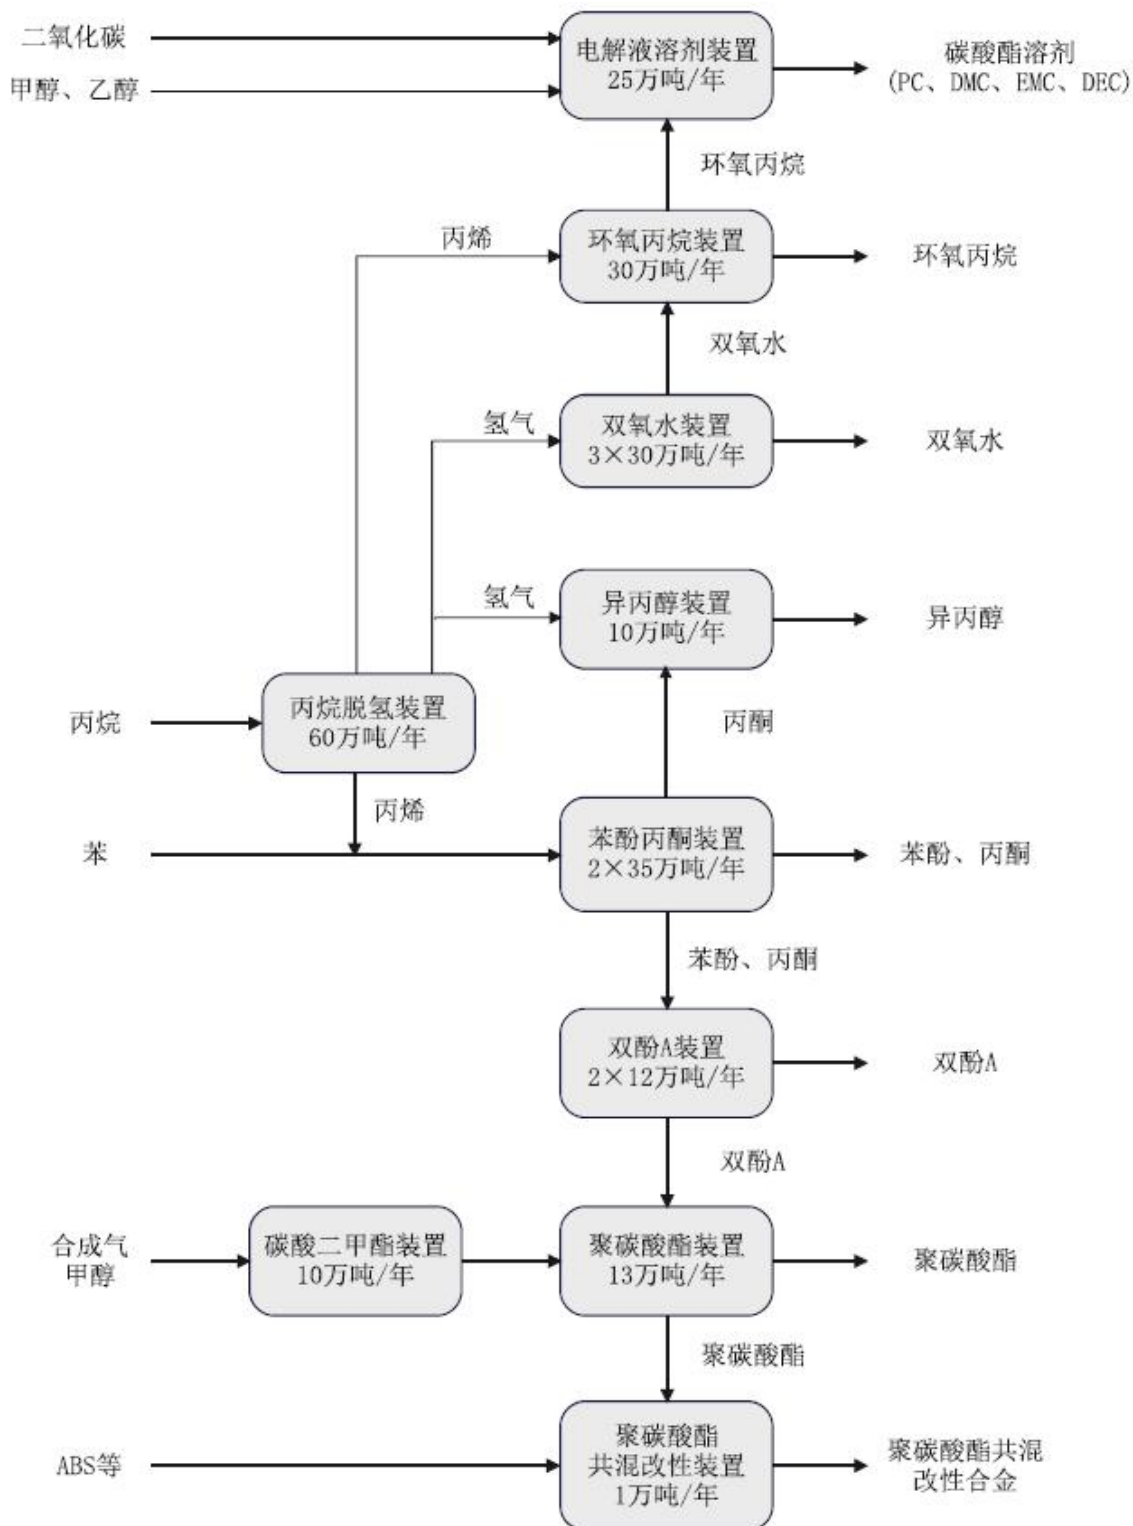 二氧化碳
甲醇、乙醇
电解液溶剂装置
25万吨/年
碳酸酯溶剂
(PC、DMC、EMC、DEC)
环氧丙烷
丙烯
环氧丙烷装置
30万吨/年
环氧丙烷
双氧水
氢气
双氧水装置
3×30万吨/年
双氧水
氢气
异丙醇装置
10万吨/年
异丙醇
丙烷
丙烷脱氢装置
60万吨/年
丙酮
丙烯
苯
苯酚丙酮装置
2×35万吨/年
苯酚、丙酮
苯酚、丙酮
双酚A装置
2×12万吨/年
双酚A
双酚A
合成气
甲醇
碳酸二甲酯装置
10万吨/年
聚碳酸酯装置
13万吨/年
聚碳酸酯
聚碳酸酯
ABS等
聚碳酸酯
共混改性装置
1万吨/年
聚碳酸酯共混
改性合金